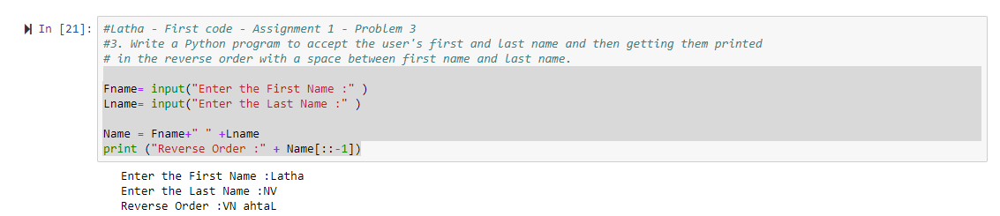 In [21]: #Latha - First code - Assignment 1 - Problem 3
#3. Write a Python program to accept the user's first and last name and then getting them printed
# in the reverse order with a space between first name and last name.
Fname= input("Enter the First Name :" )
Lname= input("Enter the Last Name :" )
Name = Fname+" " +Lname
print ("Reverse Order :" + Name[::-1])
Enter the First Name :Latha
Enter the Last Name :NV
Reverse Order :VN ahtaL